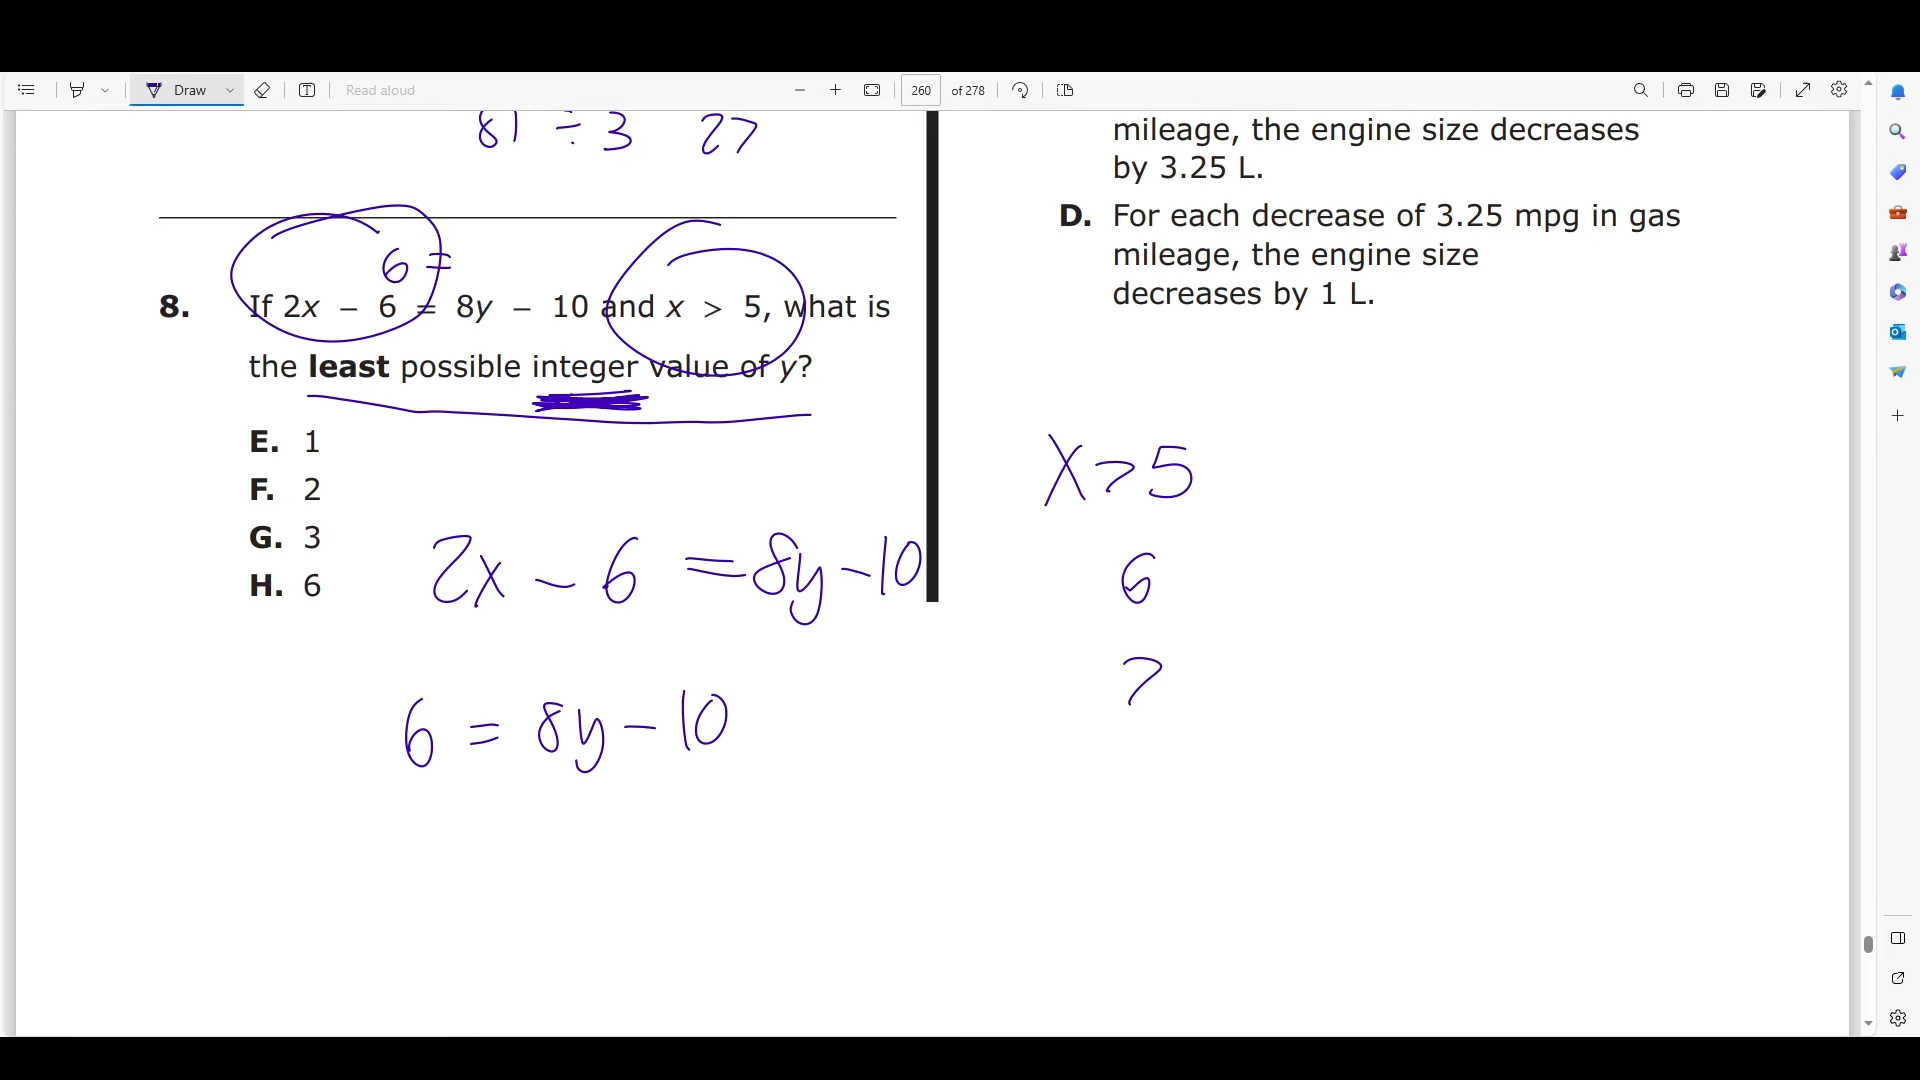 Draw
Read aloud
260 of 278
81 ÷ 3 27
6 =
8. If 2x – 6 = 8y – 10 and x > 5, what is
the least possible integer value of y?
E. 1
F. 2
G. 3
H. 6
2x – 6 = 8y – 10
6 = 8y – 10
mileage, the engine size decreases
by 3.25 L.
D. For each decrease of 3.25 mpg in gas
mileage, the engine size
decreases by 1 L.
x > 5
6
7